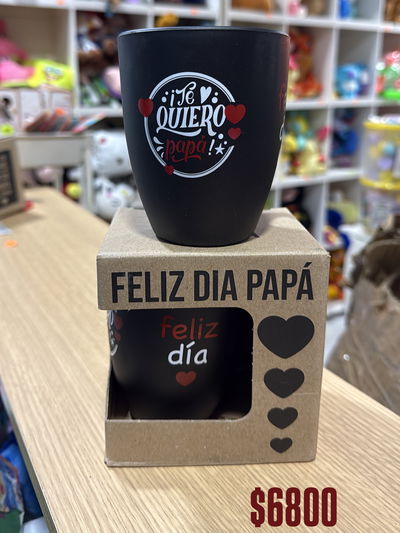 ¡Te
QUIERO
papá!
FELIZ DIA PAPÁ
Feliz
día
$6800